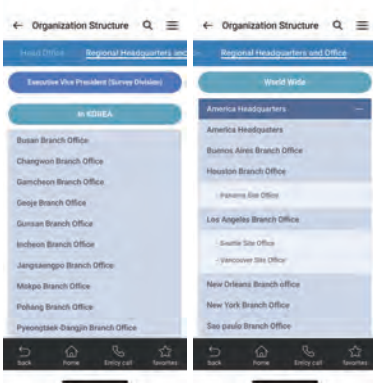 ← Organization Structure
Head Office Regional Headquarters and
Executive Vice President (Survey Division)
In KOREA
Busan Branch Office
Changwon Branch Office
Gamcheon Branch Office
Geoje Branch Office
Gunsan Branch Office
Incheon Branch Office
Jangsaengpo Branch Office
Mokpo Branch Office
Pohang Branch Office
Pyeongtaek-Dangjin Branch Office
Back Home Entity call favorites
← Organization Structure
Regional Headquarters and Office
World Wide
America Headquarters —
America Headquarters
Buenos Aires Branch Office
Houston Branch Office
- Panama Site Office
Los Angeles Branch Office
- Seattle Site Office
- Vancouver Site Office
New Orleans Branch office
New York Branch Office
Sao paulo Branch Office
Back Home Entity call favorites